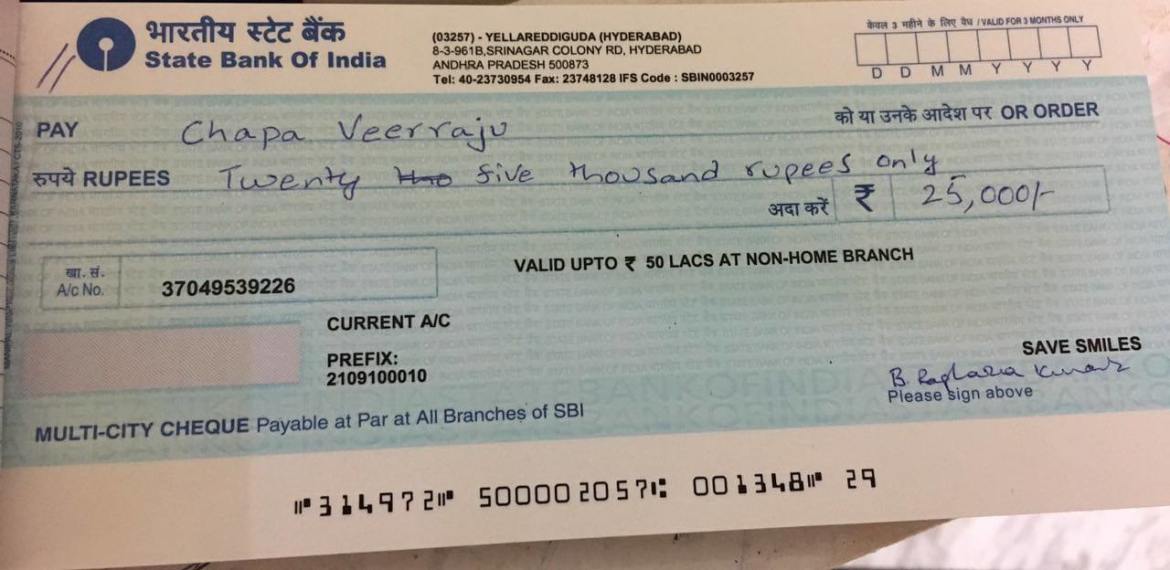 भारतीय स्टेट बैंक
State Bank Of India
(03257) - YELLAREDDIGUDA (HYDERABAD)
8-3-961B,SRINAGAR COLONY RD, HYDERABAD
ANDHRA PRADESH 500873
Tel: 40-23730954 Fax: 23748128 IFS Code : SBIN0003257
केवल 3 महीने के लिए वैध / VALID FOR 3 MONTHS ONLY
D D M M Y Y Y Y
PAY Chapa Veerraju को या उनके आदेश पर OR ORDER
रुपये RUPEES Twenty five thousand rupees only
अदा करें ₹ 25,000/-
खा. सं.
A/c No. 37049539226
VALID UPTO ₹ 50 LACS AT NON-HOME BRANCH
CURRENT A/C
PREFIX:
2109100010
SAVE SMILES
B. Raghava Kumar
Please sign above
MULTI-CITY CHEQUE Payable at Par at All Branches of SBI
⑈314972⑈ 500002057⑆ 001348⑈ 29